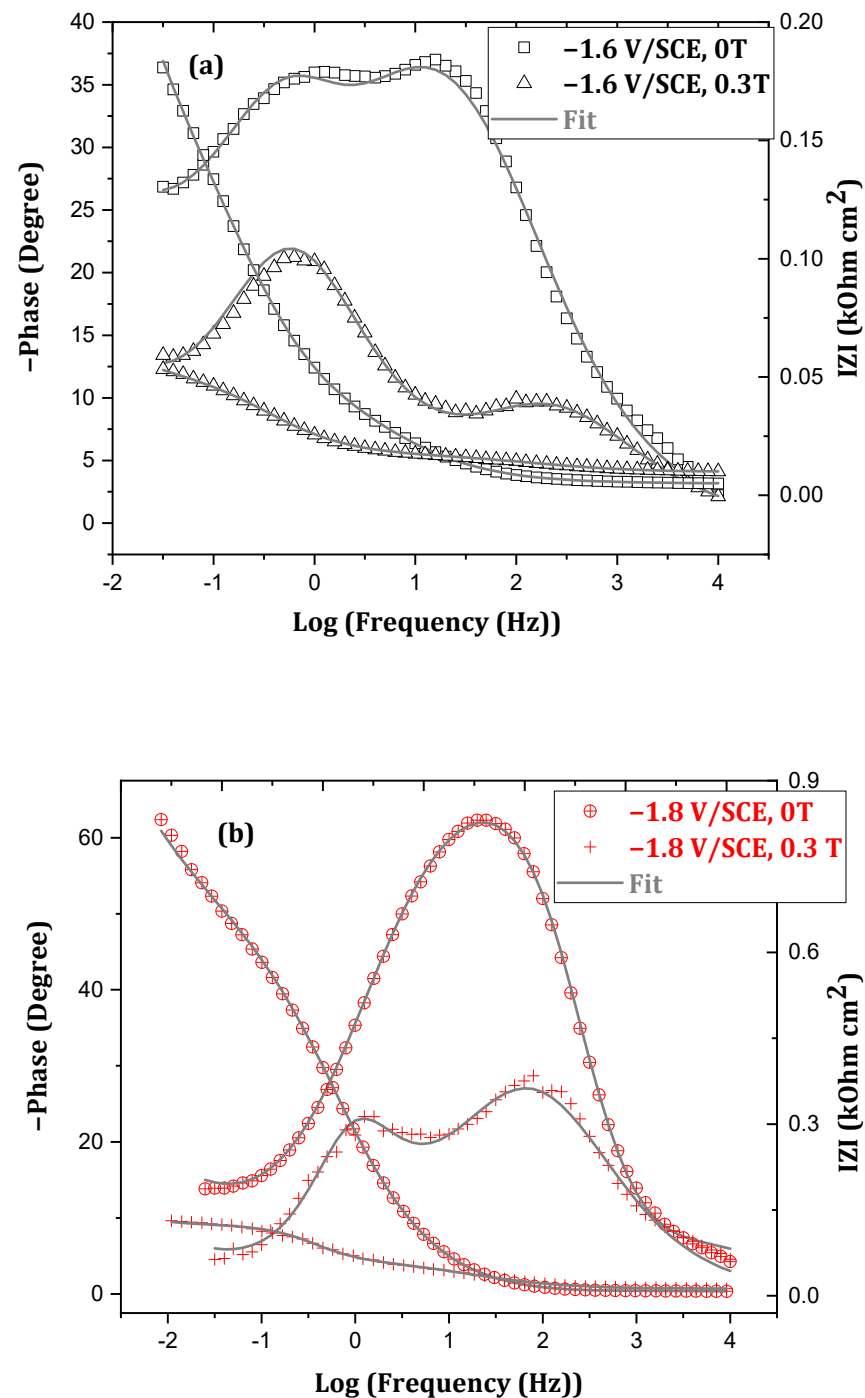 (a)
−1.6 V/SCE, 0T
−1.6 V/SCE, 0.3T
Fit
40
35
30
25
20
15
10
5
0
−Phase (Degree)
0.20
0.15
0.10
0.05
0.00
IZI (kOhm cm²)
-2 -1 0 1 2 3 4
Log (Frequency (Hz))
(b)
−1.8 V/SCE, 0T
−1.8 V/SCE, 0.3 T
Fit
60
40
20
0
−Phase (Degree)
0.9
0.6
0.3
0.0
IZI (kOhm cm²)
-2 -1 0 1 2 3 4
Log (Frequency (Hz))